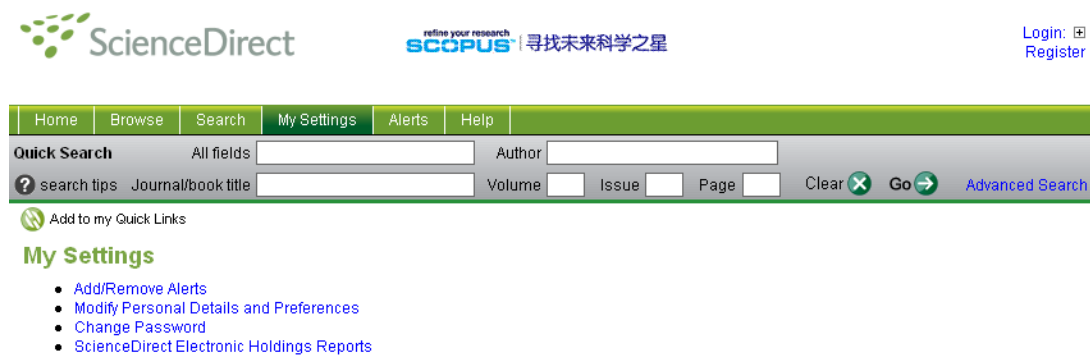 ScienceDirect
refine your research
SCOPUS 寻找未来科学之星
Login:
Register
Home Browse Search My Settings Alerts Help
Quick Search All fields Author
? search tips Journal/book title Volume Issue Page Clear Go Advanced Search
Add to my Quick Links
My Settings
Add/Remove Alerts
Modify Personal Details and Preferences
Change Password
ScienceDirect Electronic Holdings Reports